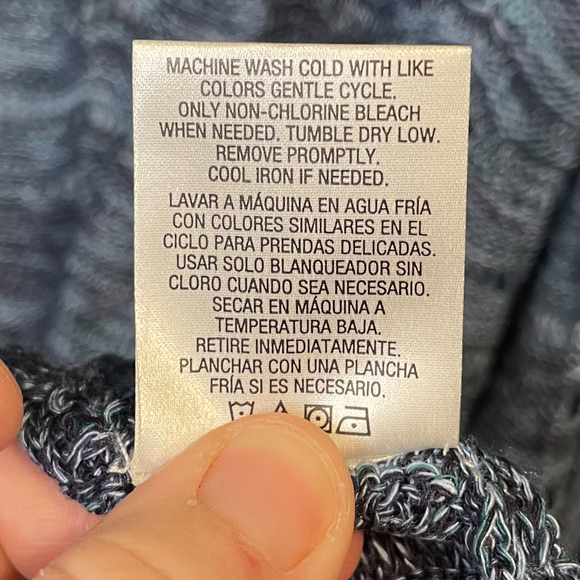 MACHINE WASH COLD WITH LIKE
COLORS GENTLE CYCLE.
ONLY NON-CHLORINE BLEACH
WHEN NEEDED. TUMBLE DRY LOW.
REMOVE PROMPTLY.
COOL IRON IF NEEDED.
LAVAR A MÁQUINA EN AGUA FRÍA
CON COLORES SIMILARES EN EL
CICLO PARA PRENDAS DELICADAS.
USAR SOLO BLANQUEADOR SIN
CLORO CUANDO SEA NECESARIO.
SECAR EN MÁQUINA A
TEMPERATURA BAJA.
RETIRE INMEDIATAMENTE.
PLANCHAR CON UNA PLANCHA
FRÍA SI ES NECESARIO.